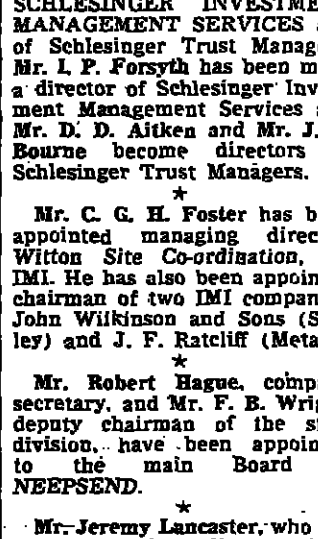 SCHLESINGER INVESTME
MANAGEMENT SERVICES
of Schlesinger Trust Manag
Mr. I. P. Forsyth has been m
a director of Schlesinger Inv
ment Management Services
Mr. D. D. Aitken and Mr. J.
Bourne become directors
Schlesinger Trust Managers.
★
Mr. C. G. H. Foster has b
appointed managing direc
Witton Site Co-ordination,
IMI. He has also been appoin
chairman of two IMI compan
John Wilkinson and Sons (S
ley) and J. F. Ratcliff (Meta
★
Mr. Robert Hague, comp
secretary, and Mr. F. B. Wri
deputy chairman of the s
division, have been appoin
to the main Board
NEEPSEND.
★
Mr. Jeremy Lancaster, who